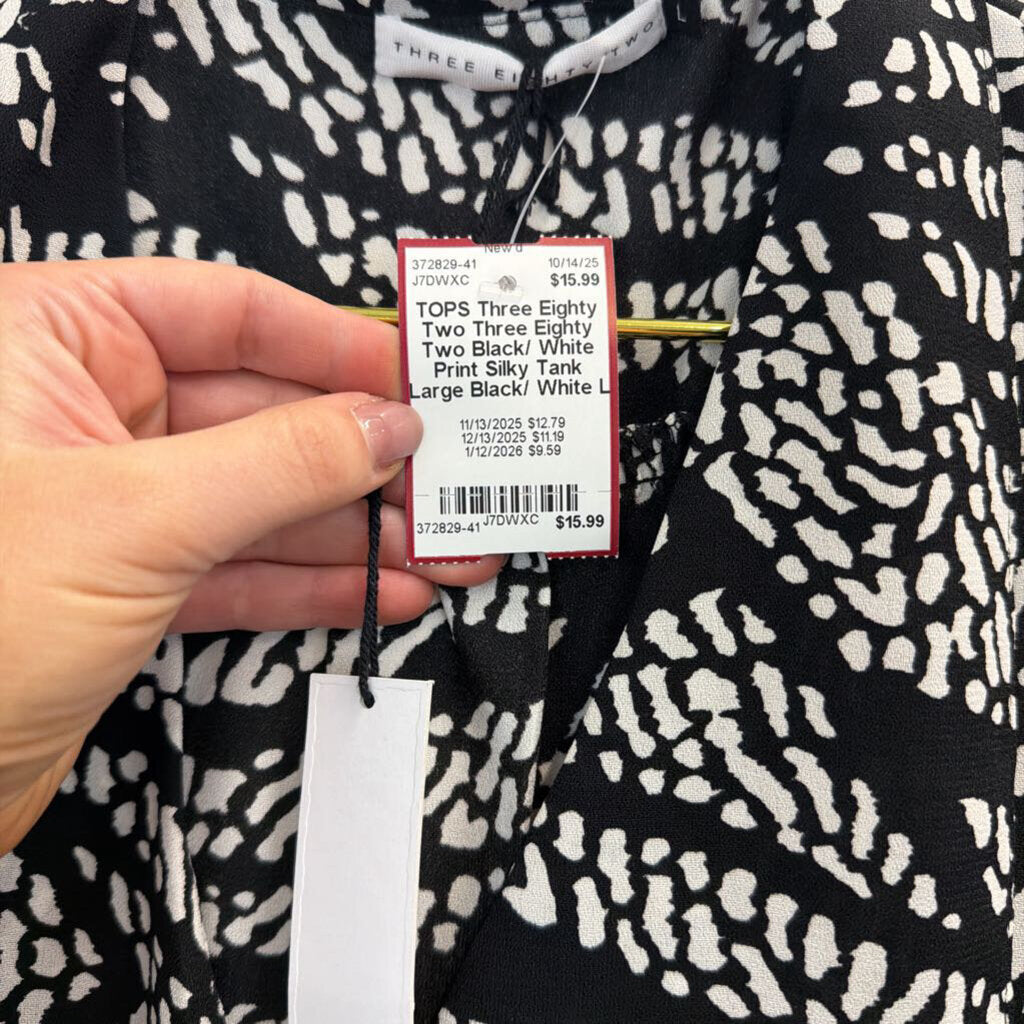 THREE EIGHTY TWO
L
New'd
372829-41 10/14/25
J7DWXC $15.99
TOPS Three Eighty
Two Three Eighty
Two Black/ White
Print Silky Tank
Large Black/ White L
11/13/2025 $12.79
12/13/2025 $11.19
1/12/2026 $9.59
372829-41 J7DWXC $15.99